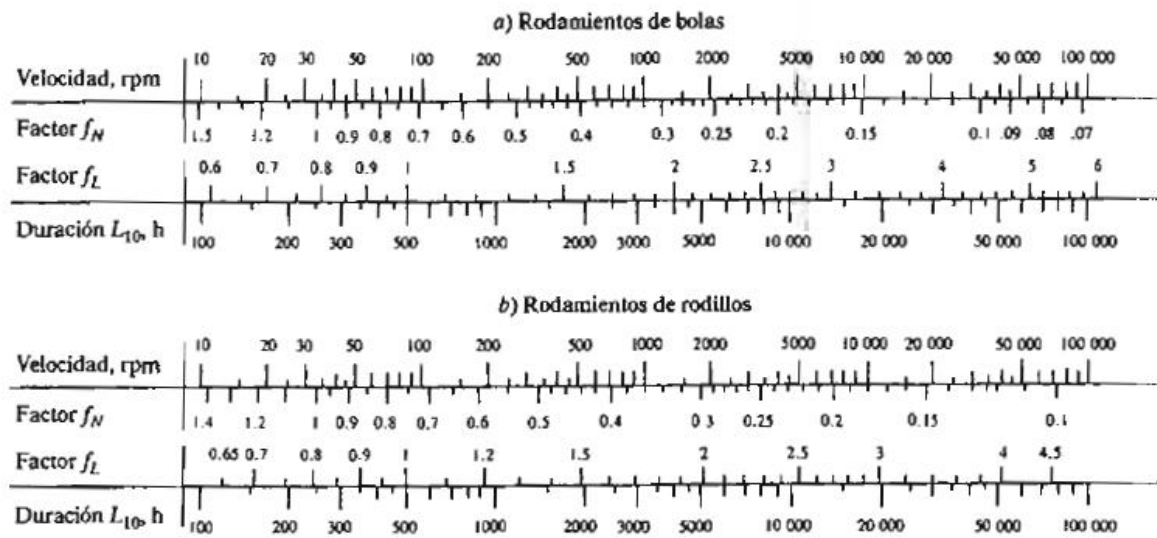 a) Rodamientos de bolas
10 20 30 50 100 200 500 1000 2000 5000 10 000 20 000 50 000 100 000
Velocidad, rpm
Factor f_N
1.5 1.2 1 0.9 0.8 0.7 0.6 0.5 0.4 0.3 0.25 0.2 0.15 0.1 .09 .08 .07
Factor f_L
0.6 0.7 0.8 0.9 1 1.5 2 2.5 3 4 5 6
Duración L_10, h
100 200 300 500 1000 2000 3000 5000 10 000 20 000 50 000 100 000
b) Rodamientos de rodillos
10 20 30 50 100 200 500 1000 2000 5000 10 000 20 000 50 000 100 000
Velocidad, rpm
Factor f_N
1.4 1.2 1 0.9 0.8 0.7 0.6 0.5 0.4 0 3 0.25 0.2 0.15 0.1
Factor f_L
0.65 0.7 0.8 0.9 1 1.2 1.5 2 2.5 3 4 4.5
Duración L_10, h
100 200 300 500 1000 2000 3000 5000 10 000 20 000 50 000 100 000